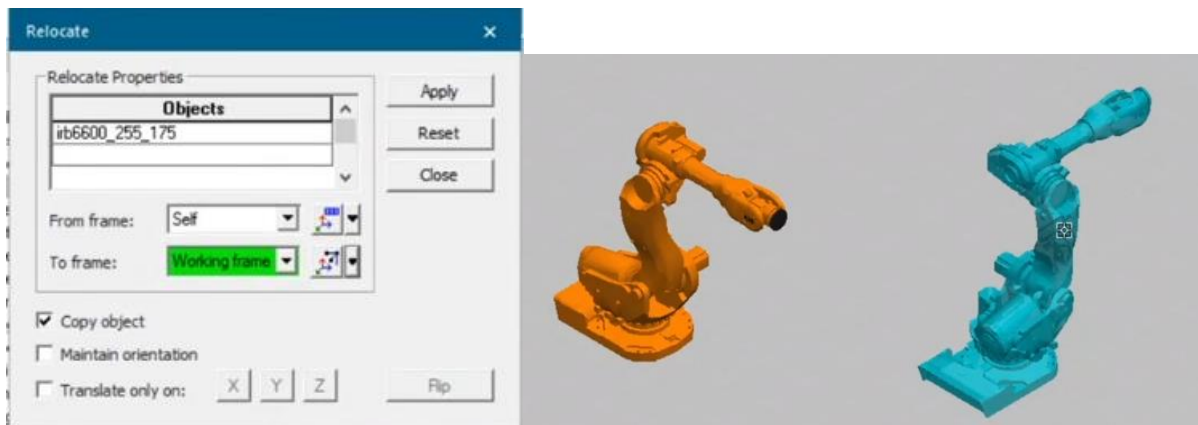 Relocate
Relocate Properties
Objects
irb6600_255_175
Apply
Reset
Close
From frame: Self
To frame: Working frame
Copy object
Maintain orientation
Translate only on: X Y Z
Flip